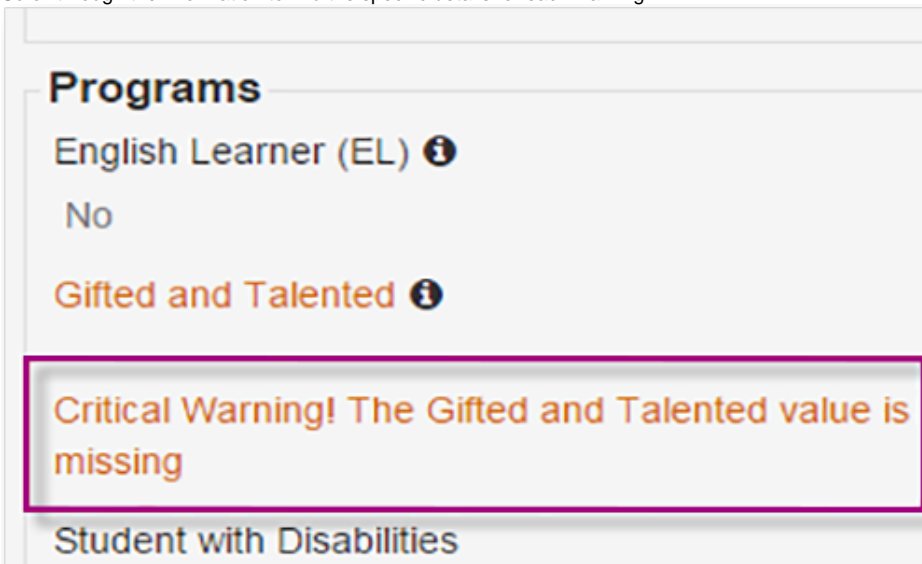 Programs
English Learner (EL)
No
Gifted and Talented
Critical Warning! The Gifted and Talented value is
missing
Student with Disabilities